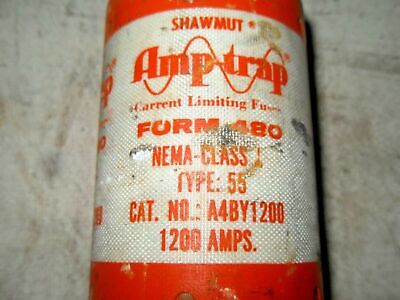 SHAWMUT ®
Amp-trap ®
Current Limiting Fuse
FORM 480
NEMA-CLASS J
TYPE: 55
CAT. NO.: A4BY1200
1200 AMPS.